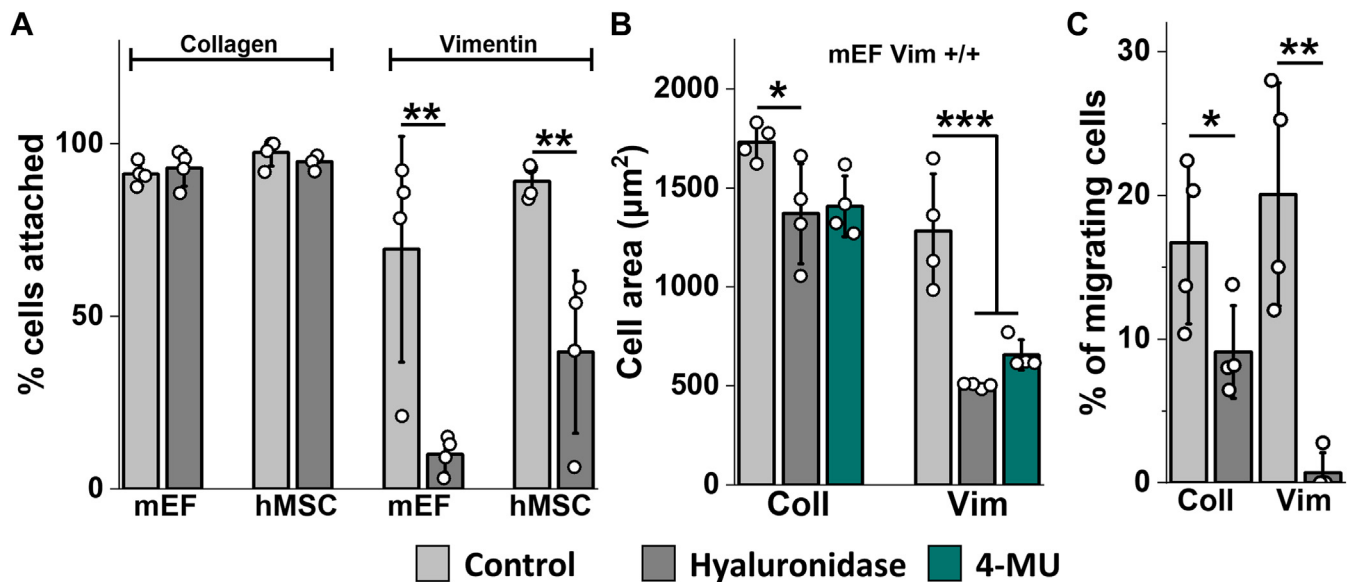 A
Collagen
Vimentin
% cells attached
100
50
0
**
**
mEF
hMSC
mEF
hMSC
B
mEF Vim +/+
Cell area (µm²)
2000
1500
1000
500
0
*
***
Coll
Vim
C
% of migrating cells
30
20
10
0
*
**
Coll
Vim
Control
Hyaluronidase
4-MU